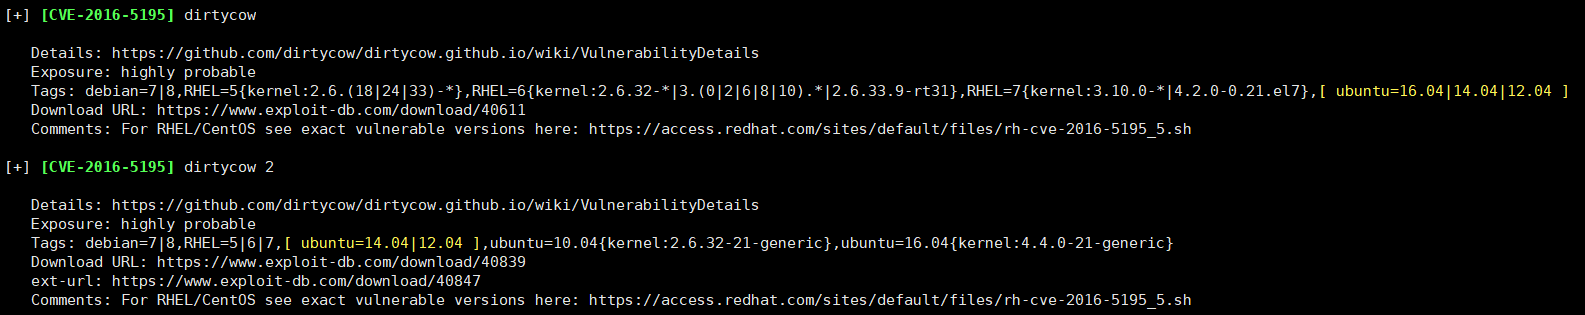 [+] [CVE-2016-5195] dirtycow
Details: https://github.com/dirtycow/dirtycow.github.io/wiki/VulnerabilityDetails
Exposure: highly probable
Tags: debian=7|8,RHEL=5{kernel:2.6.(18|24|33)-*},RHEL=6{kernel:2.6.32-*|3.(0|2|6|8|10).*|2.6.33.9-rt31},RHEL=7{kernel:3.10.0-*|4.2.0-0.21.el7},[ ubuntu=16.04|14.04|12.04 ]
Download URL: https://www.exploit-db.com/download/40611
Comments: For RHEL/CentOS see exact vulnerable versions here: https://access.redhat.com/sites/default/files/rh-cve-2016-5195_5.sh
[+] [CVE-2016-5195] dirtycow 2
Details: https://github.com/dirtycow/dirtycow.github.io/wiki/VulnerabilityDetails
Exposure: highly probable
Tags: debian=7|8,RHEL=5|6|7,[ ubuntu=14.04|12.04 ],ubuntu=10.04{kernel:2.6.32-21-generic},ubuntu=16.04{kernel:4.4.0-21-generic}
Download URL: https://www.exploit-db.com/download/40839
ext-url: https://www.exploit-db.com/download/40847
Comments: For RHEL/CentOS see exact vulnerable versions here: https://access.redhat.com/sites/default/files/rh-cve-2016-5195_5.sh